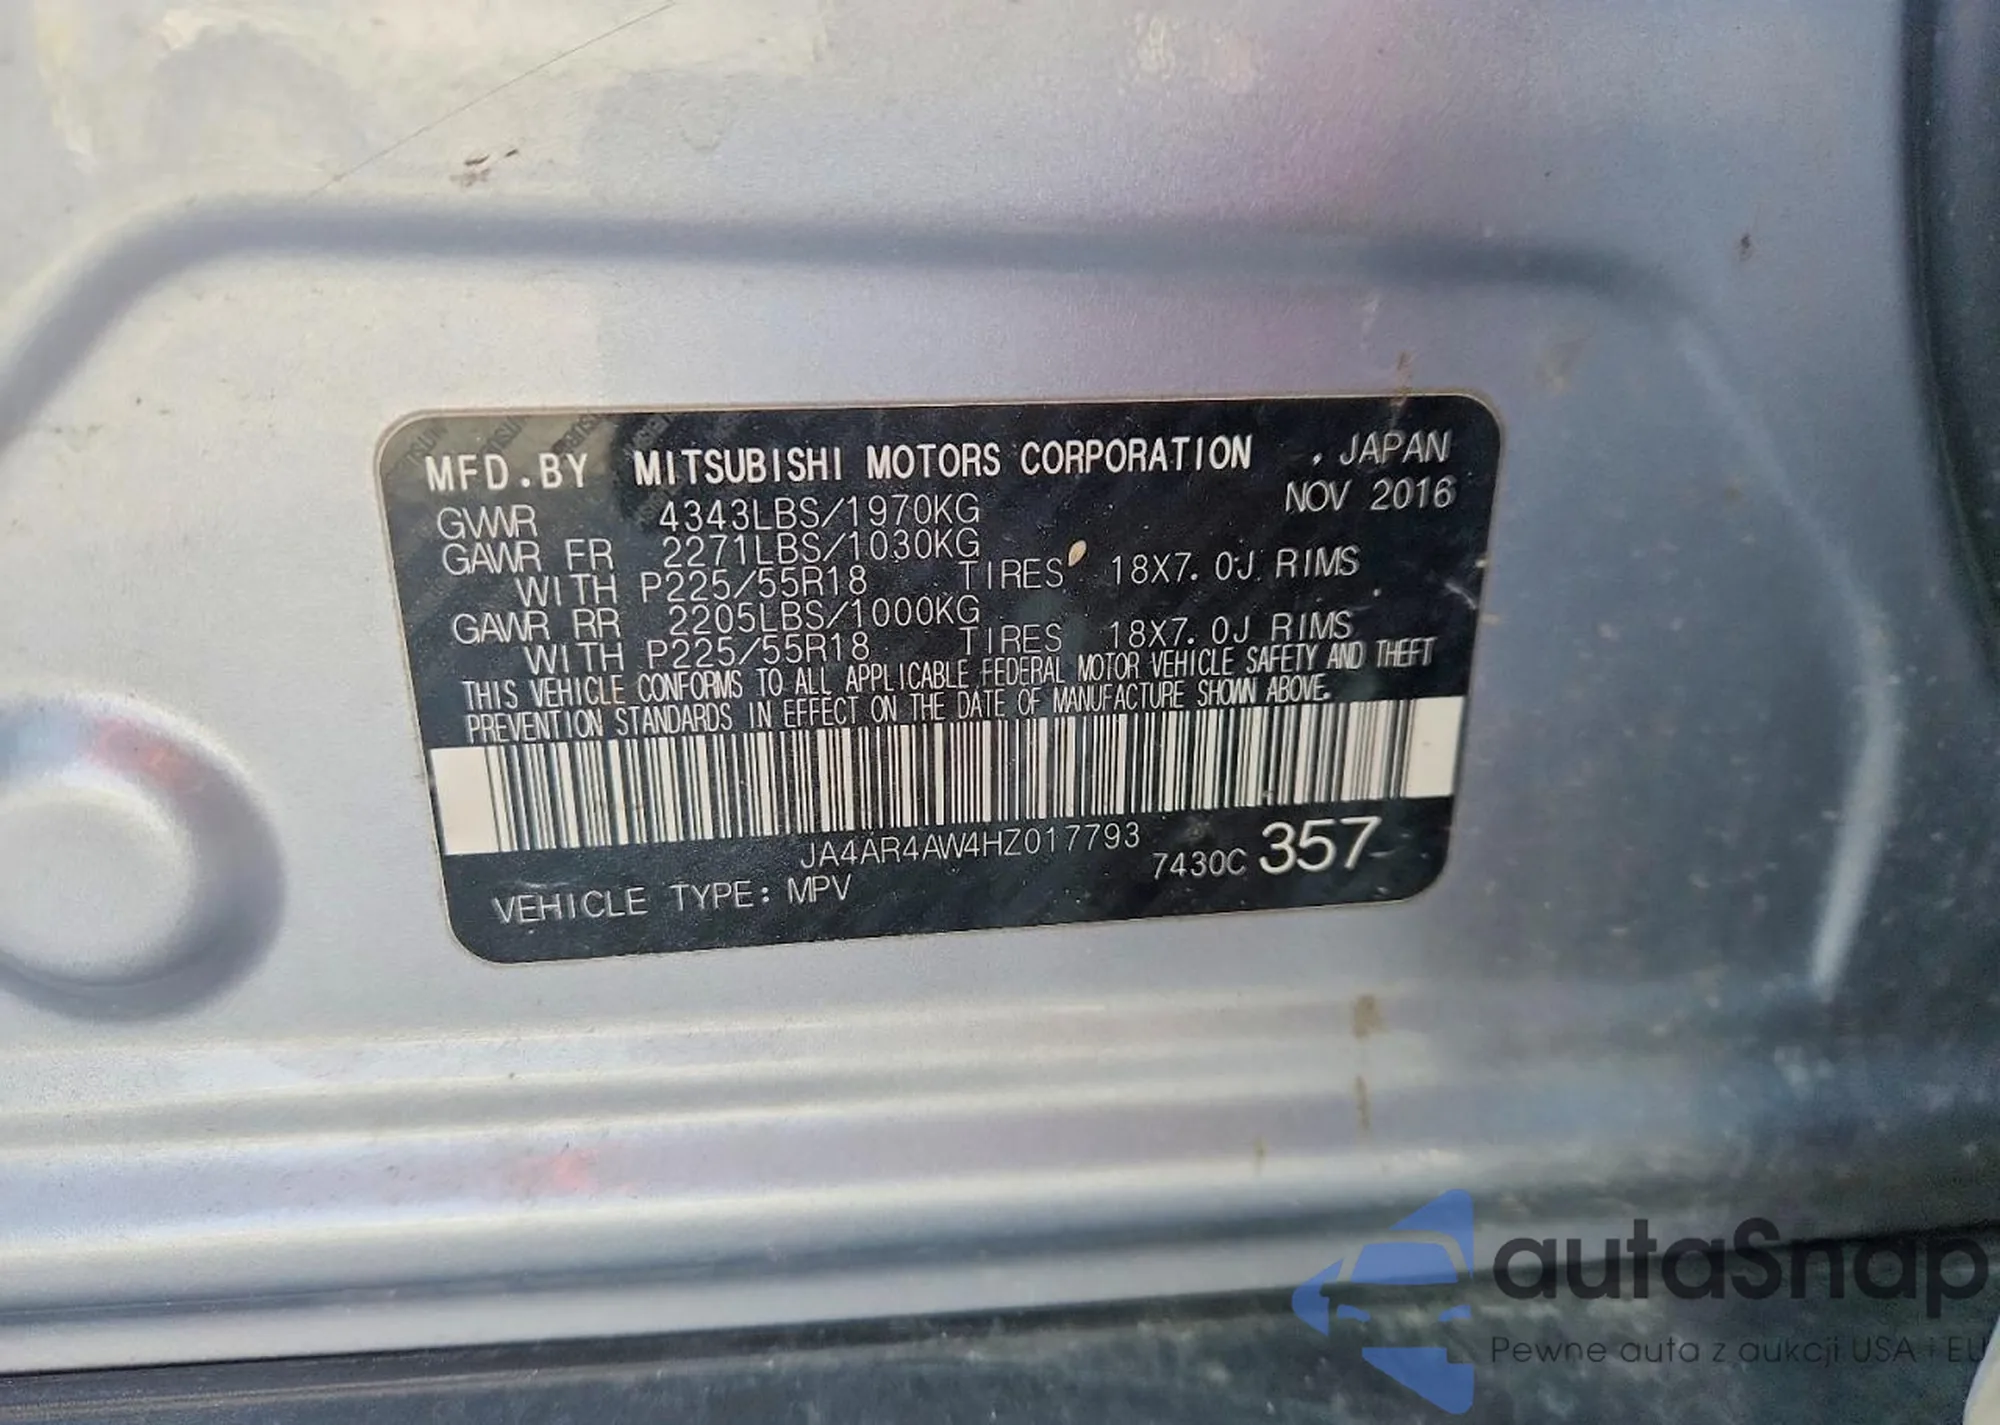 MFD.BY MITSUBISHI MOTORS CORPORATION , JAPAN
NOV 2016
GVWR 4343LBS/1970KG
GAWR FR 2271LBS/1030KG
WITH P225/55R18 TIRES 18X7.0J RIMS
GAWR RR 2205LBS/1000KG
WITH P225/55R18 TIRES 18X7.0J RIMS
THIS VEHICLE CONFORMS TO ALL APPLICABLE FEDERAL MOTOR VEHICLE SAFETY AND THEFT
PREVENTION STANDARDS IN EFFECT ON THE DATE OF MANUFACTURE SHOWN ABOVE.
JA4AR4AW4HZ017793
7430C 357
VEHICLE TYPE: MPV
autaSnap
Pewne auta z aukcji USA i EU